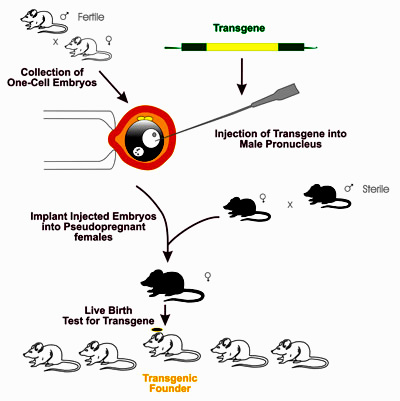 ♂ Fertile
x ♀
Transgene
Collection of
One-Cell Embryos
Injection of Transgene into
Male Pronucleus
♀ x ♂ Sterile
Implant Injected Embryos
into Pseudopregnant
females
♀
Live Birth
Test for Transgene
Transgenic
Founder